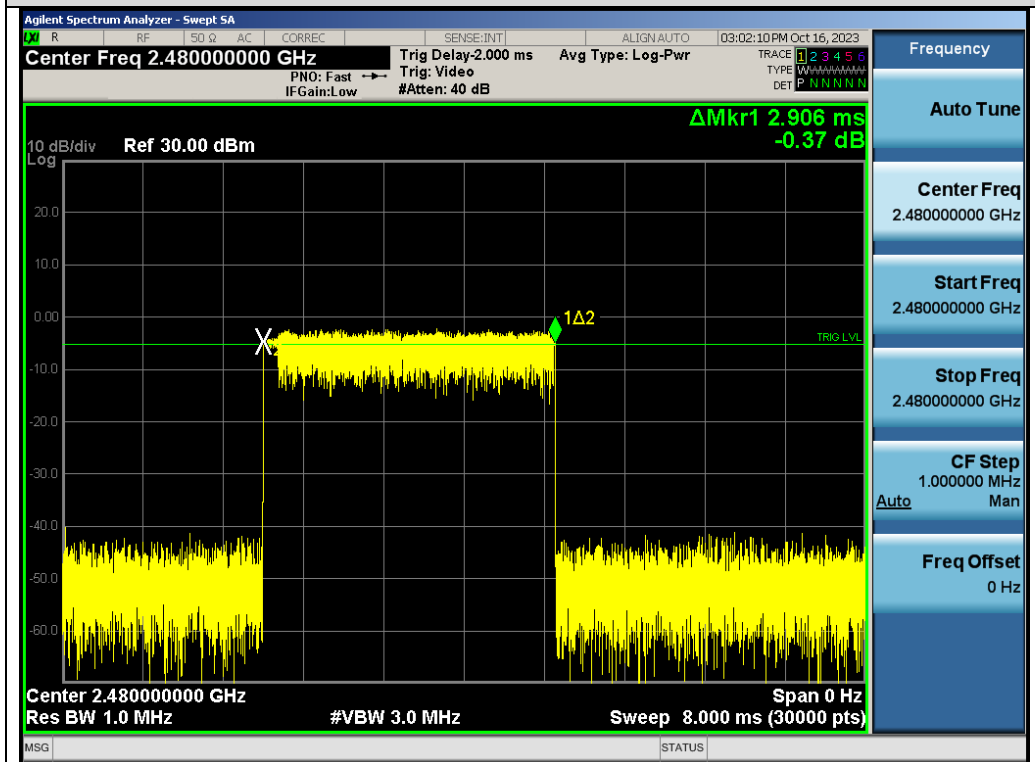 Agilent Spectrum Analyzer - Swept SA
LXI R RF 50 Ω AC CORREC SENSE:INT ALIGN AUTO 03:02:10 PM Oct 16, 2023
Center Freq 2.480000000 GHz
PNO: Fast
IFGain:Low
Trig Delay-2.000 ms
Trig: Video
#Atten: 40 dB
Avg Type: Log-Pwr
TRACE 1 2 3 4 5 6
TYPE WWWWWW
DET P N N N N N
ΔMkr1 2.906 ms
-0.37 dB
10 dB/div Ref 30.00 dBm
Log
20.0
10.0
0.00
-10.0
-20.0
-30.0
-40.0
-50.0
-60.0
1Δ2
TRIG LVL
Center 2.480000000 GHz
Span 0 Hz
Res BW 1.0 MHz
#VBW 3.0 MHz
Sweep 8.000 ms (30000 pts)
MSG
STATUS
Frequency
Auto Tune
Center Freq
2.480000000 GHz
Start Freq
2.480000000 GHz
Stop Freq
2.480000000 GHz
CF Step
1.000000 MHz
Auto Man
Freq Offset
0 Hz